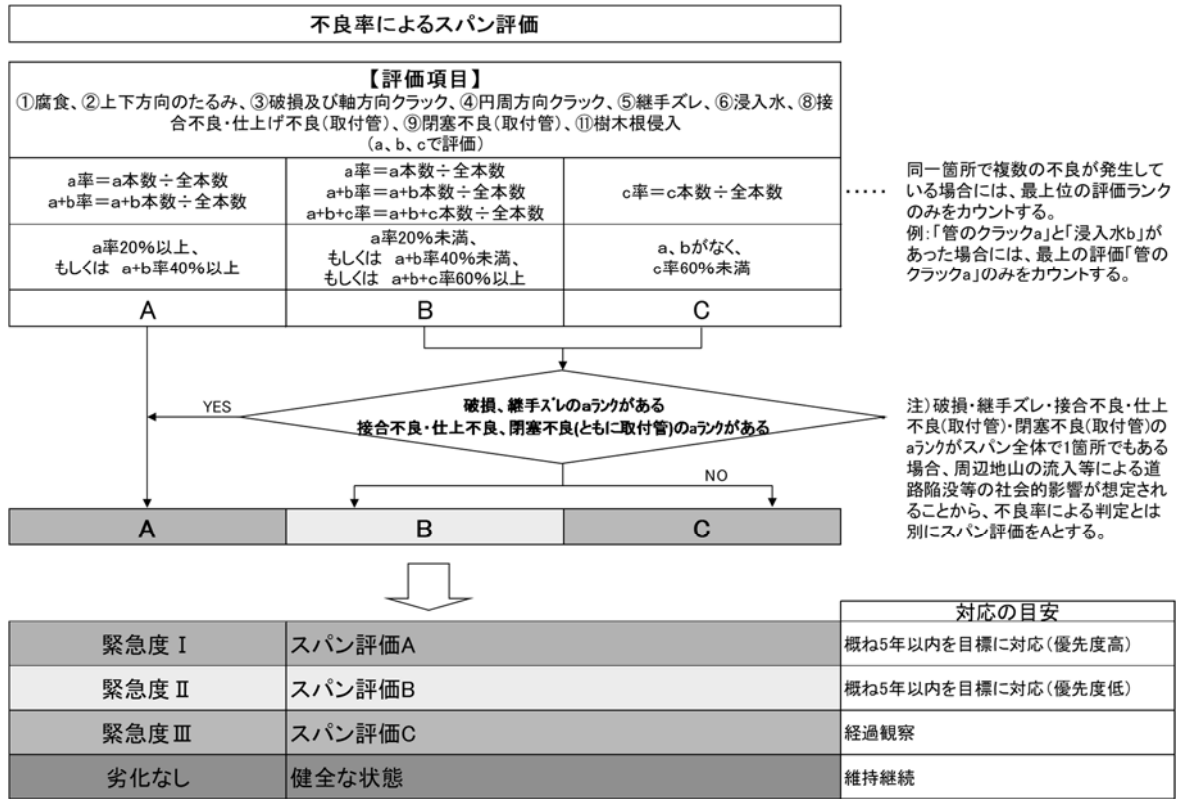 不良率によるスパン評価
【評価項目】
①腐食、②上下方向のたるみ、③破損及び軸方向クラック、④円周方向クラック、⑤継手ズレ、⑥浸入水、⑧接
合不良・仕上げ不良(取付管)、⑨閉塞不良(取付管)、⑪樹木根侵入
(a、b、cで評価)
a率=a本数÷全本数
a+b率=a+b本数÷全本数
a率=a本数÷全本数
a+b率=a+b本数÷全本数
a+b+c率=a+b+c本数÷全本数
c率=c本数÷全本数
a率20%以上、
もしくは a+b率40%以上
a率20%未満、
もしくは a+b率40%未満、
もしくは a+b+c率60%以上
a、bがなく、
c率60%未満
A
B
C
‥‥‥
同一箇所で複数の不良が発生して
いる場合には、最上位の評価ランク
のみをカウントする。
例:「管のクラックa」と「浸入水b」が
あった場合には、最上の評価「管の
クラックa」のみをカウントする。
YES
破損、継手ズレのaランクがある
接合不良・仕上不良、閉塞不良(ともに取付管)のaランクがある
NO
注)破損・継手ズレ・接合不良・仕上
不良(取付管)・閉塞不良(取付管)の
aランクがスパン全体で1箇所でもある
場合、周辺地山の流入等による道
路陥没等の社会的影響が想定され
ることから、不良率による判定とは
別にスパン評価をAとする。
A
B
C
対応の目安
緊急度Ⅰ
スパン評価A
概ね5年以内を目標に対応(優先度高)
緊急度Ⅱ
スパン評価B
概ね5年以内を目標に対応(優先度低)
緊急度Ⅲ
スパン評価C
経過観察
劣化なし
健全な状態
維持継続